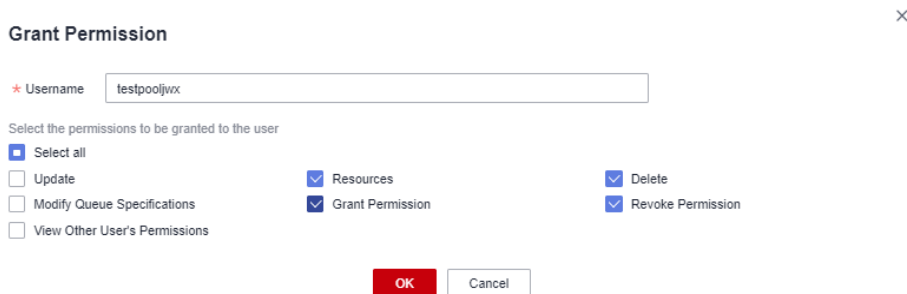 Grant Permission
* Username testpooljwx
Select the permissions to be granted to the user
Select all
Update Resources Delete
Modify Queue Specifications Grant Permission Revoke Permission
View Other User's Permissions
OK Cancel